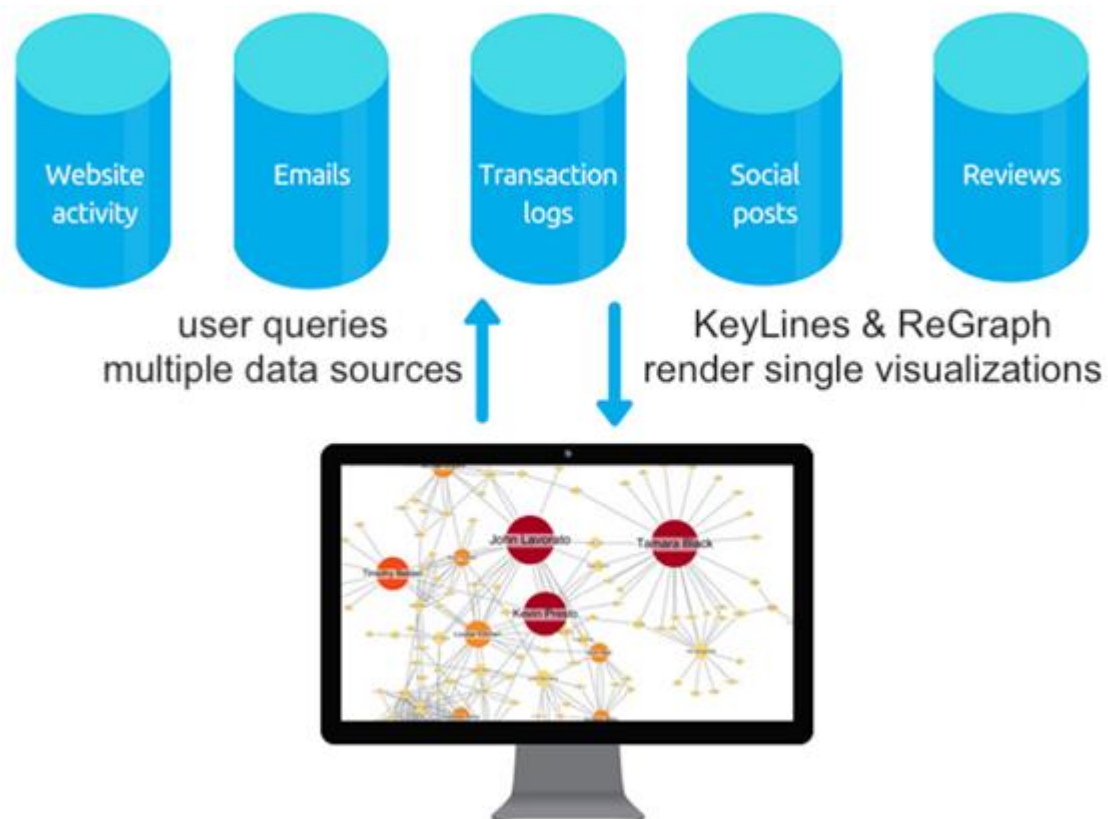 Website
activity
Emails
Transaction
logs
Social
posts
Reviews
user queries
multiple data sources
KeyLines & ReGraph
render single visualizations
John Lavorato
Tamara Black
Kevin Presto